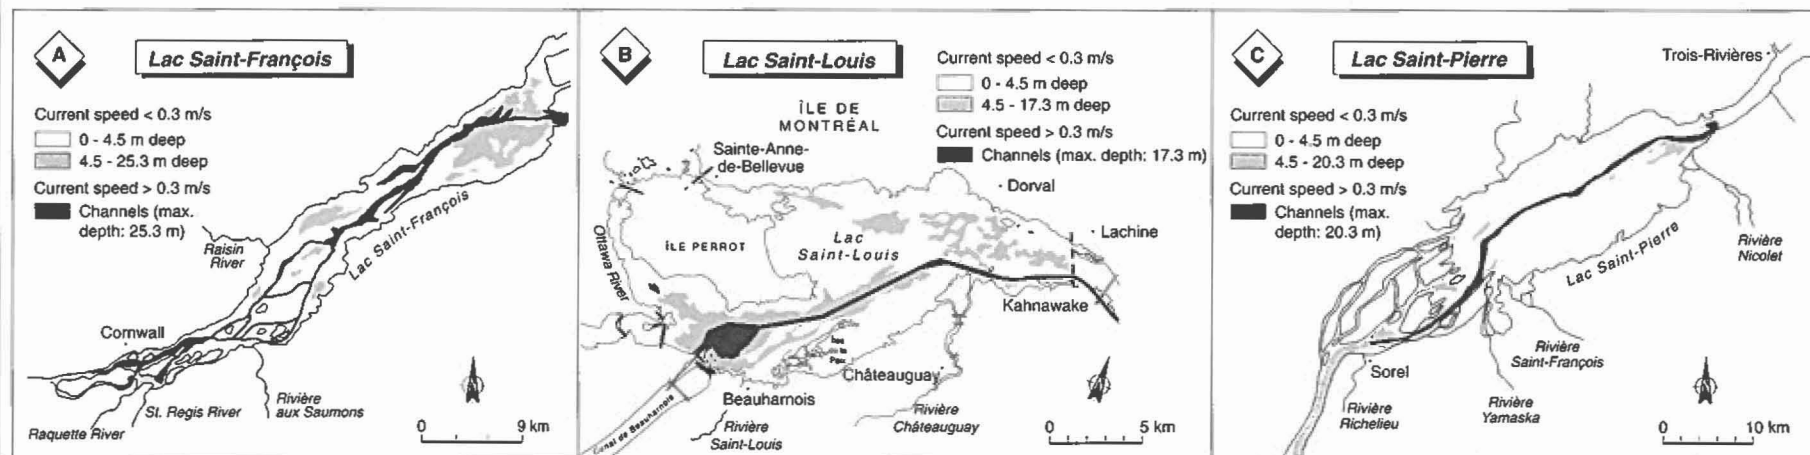 A
Lac Saint-François
Current speed < 0.3 m/s
0 - 4.5 m deep
4.5 - 25.3 m deep
Current speed > 0.3 m/s
Channels (max.
depth: 25.3 m)
Raisin
River
Lac Saint-François
Cornwall
St. Regis River
Raquette River
Rivière
aux Saumons
N
0 9 km
B
Lac Saint-Louis
Current speed < 0.3 m/s
0 - 4.5 m deep
4.5 - 17.3 m deep
Current speed > 0.3 m/s
Channels (max. depth: 17.3 m)
ÎLE DE
MONTRÉAL
Sainte-Anne-
de-Bellevue
Dorval
Lachine
Ottawa River
ÎLE PERROT
Lac
Saint-Louis
Kahnawake
Îles
de la
Paix
Châteauguay
Beauharnois
Canal de Beauharnois
Rivière
Saint-Louis
Rivière
Châteauguay
N
0 5 km
C
Lac Saint-Pierre
Trois-Rivières
Current speed < 0.3 m/s
0 - 4.5 m deep
4.5 - 20.3 m deep
Current speed > 0.3 m/s
Channels (max.
depth: 20.3 m)
Rivière
Nicolet
Lac Saint-Pierre
Rivière
Saint-François
Sorel
Rivière
Richelieu
Rivière
Yamaska
N
0 10 km